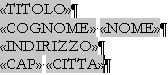 «TITOLO»¶
«COGNOME» «NOME»¶
«INDIRIZZO»¶
«CAP» «CITTA»¶